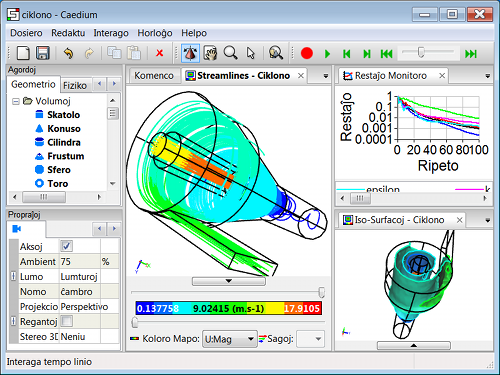 ciklono - Caedium
Dosiero Redaktu Interago Horloĝo Helpo
Agordoj
Geometrio Fiziko
Volumoj
Skatolo
Konuso
Cilindra
Frustum
Sfero
Toro
Propraĵoj
Aksoj
Ambient 75 %
Lumo Lumturoj
Nomo ĉambro
Projekcio Perspektivo
Regantoj
Stereo 3D Neniu
Komenco Streamlines - Ciklono
0.137758 9.02415 (m.s-1) 17.9105
Koloro Mapo: U:Mag Sagoj:
Restaĵo Monitoro
Restaĵo
1
0.1
0.01
0.001
0.0001
0 20 40 60 80 100
Ripeto
epsilon k
Iso-Surfacoj - Ciklono
Interaga tempo linio